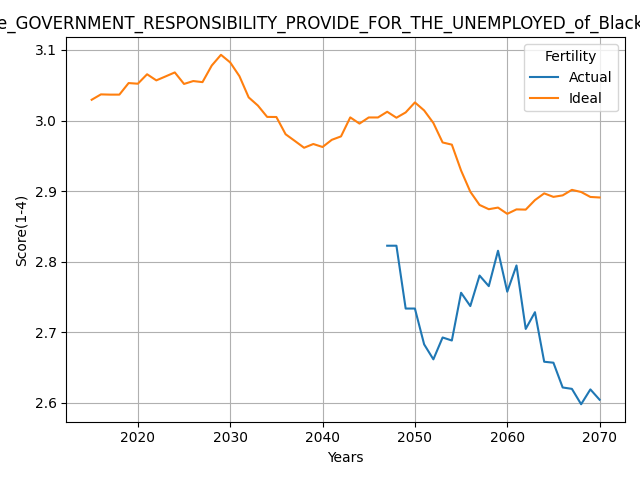 e_GOVERNMENT_RESPONSIBILITY_PROVIDE_FOR_THE_UNEMPLOYED_of_Black
3.1
3.0
2.9
2.8
2.7
2.6
Score(1-4)
Fertility
Actual
Ideal
2020 2030 2040 2050 2060 2070
Years